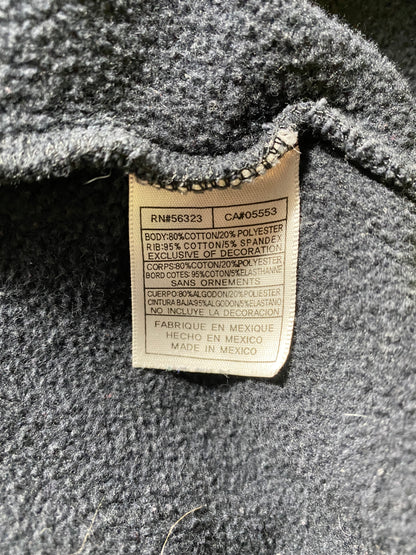 RN#56323 CA#05553
BODY:80%COTTON/20%POLYESTER
RIB:95% COTTON/5% SPANDEX
EXCLUSIVE OF DECORATION
CORPS:80%COTON/20%POLYESTER
BORD COTES:95%COTON/5%ELASTHANNE
SANS ORNEMENTS
CUERPO:80%ALGODON/20%POLIESTER
CINTURA BAJA:95%ALGODON/5%ELASTANO
NO INCLUYE LA DECORACION
FABRIQUE EN MEXIQUE
HECHO EN MEXICO
MADE IN MEXICO